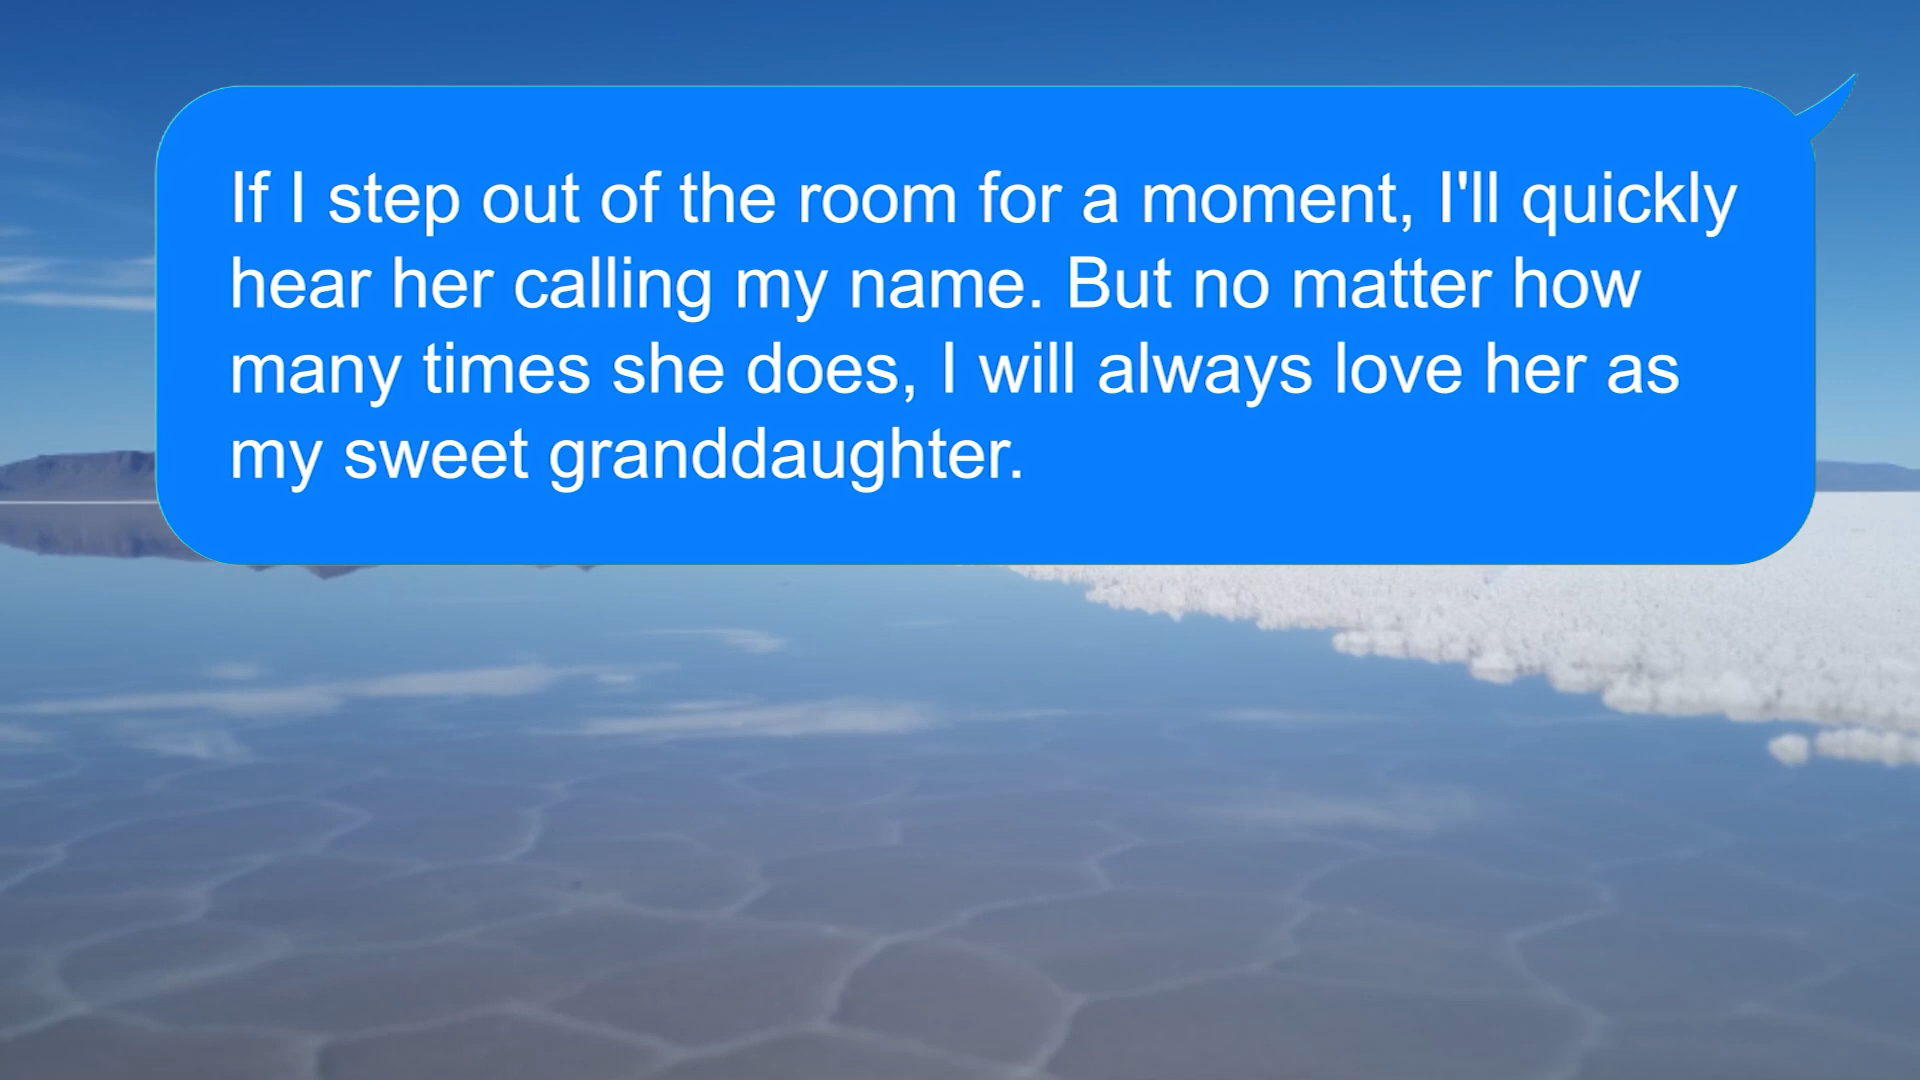 If I step out of the room for a moment, I'll quickly
hear her calling my name. But no matter how
many times she does, I will always love her as
my sweet granddaughter.